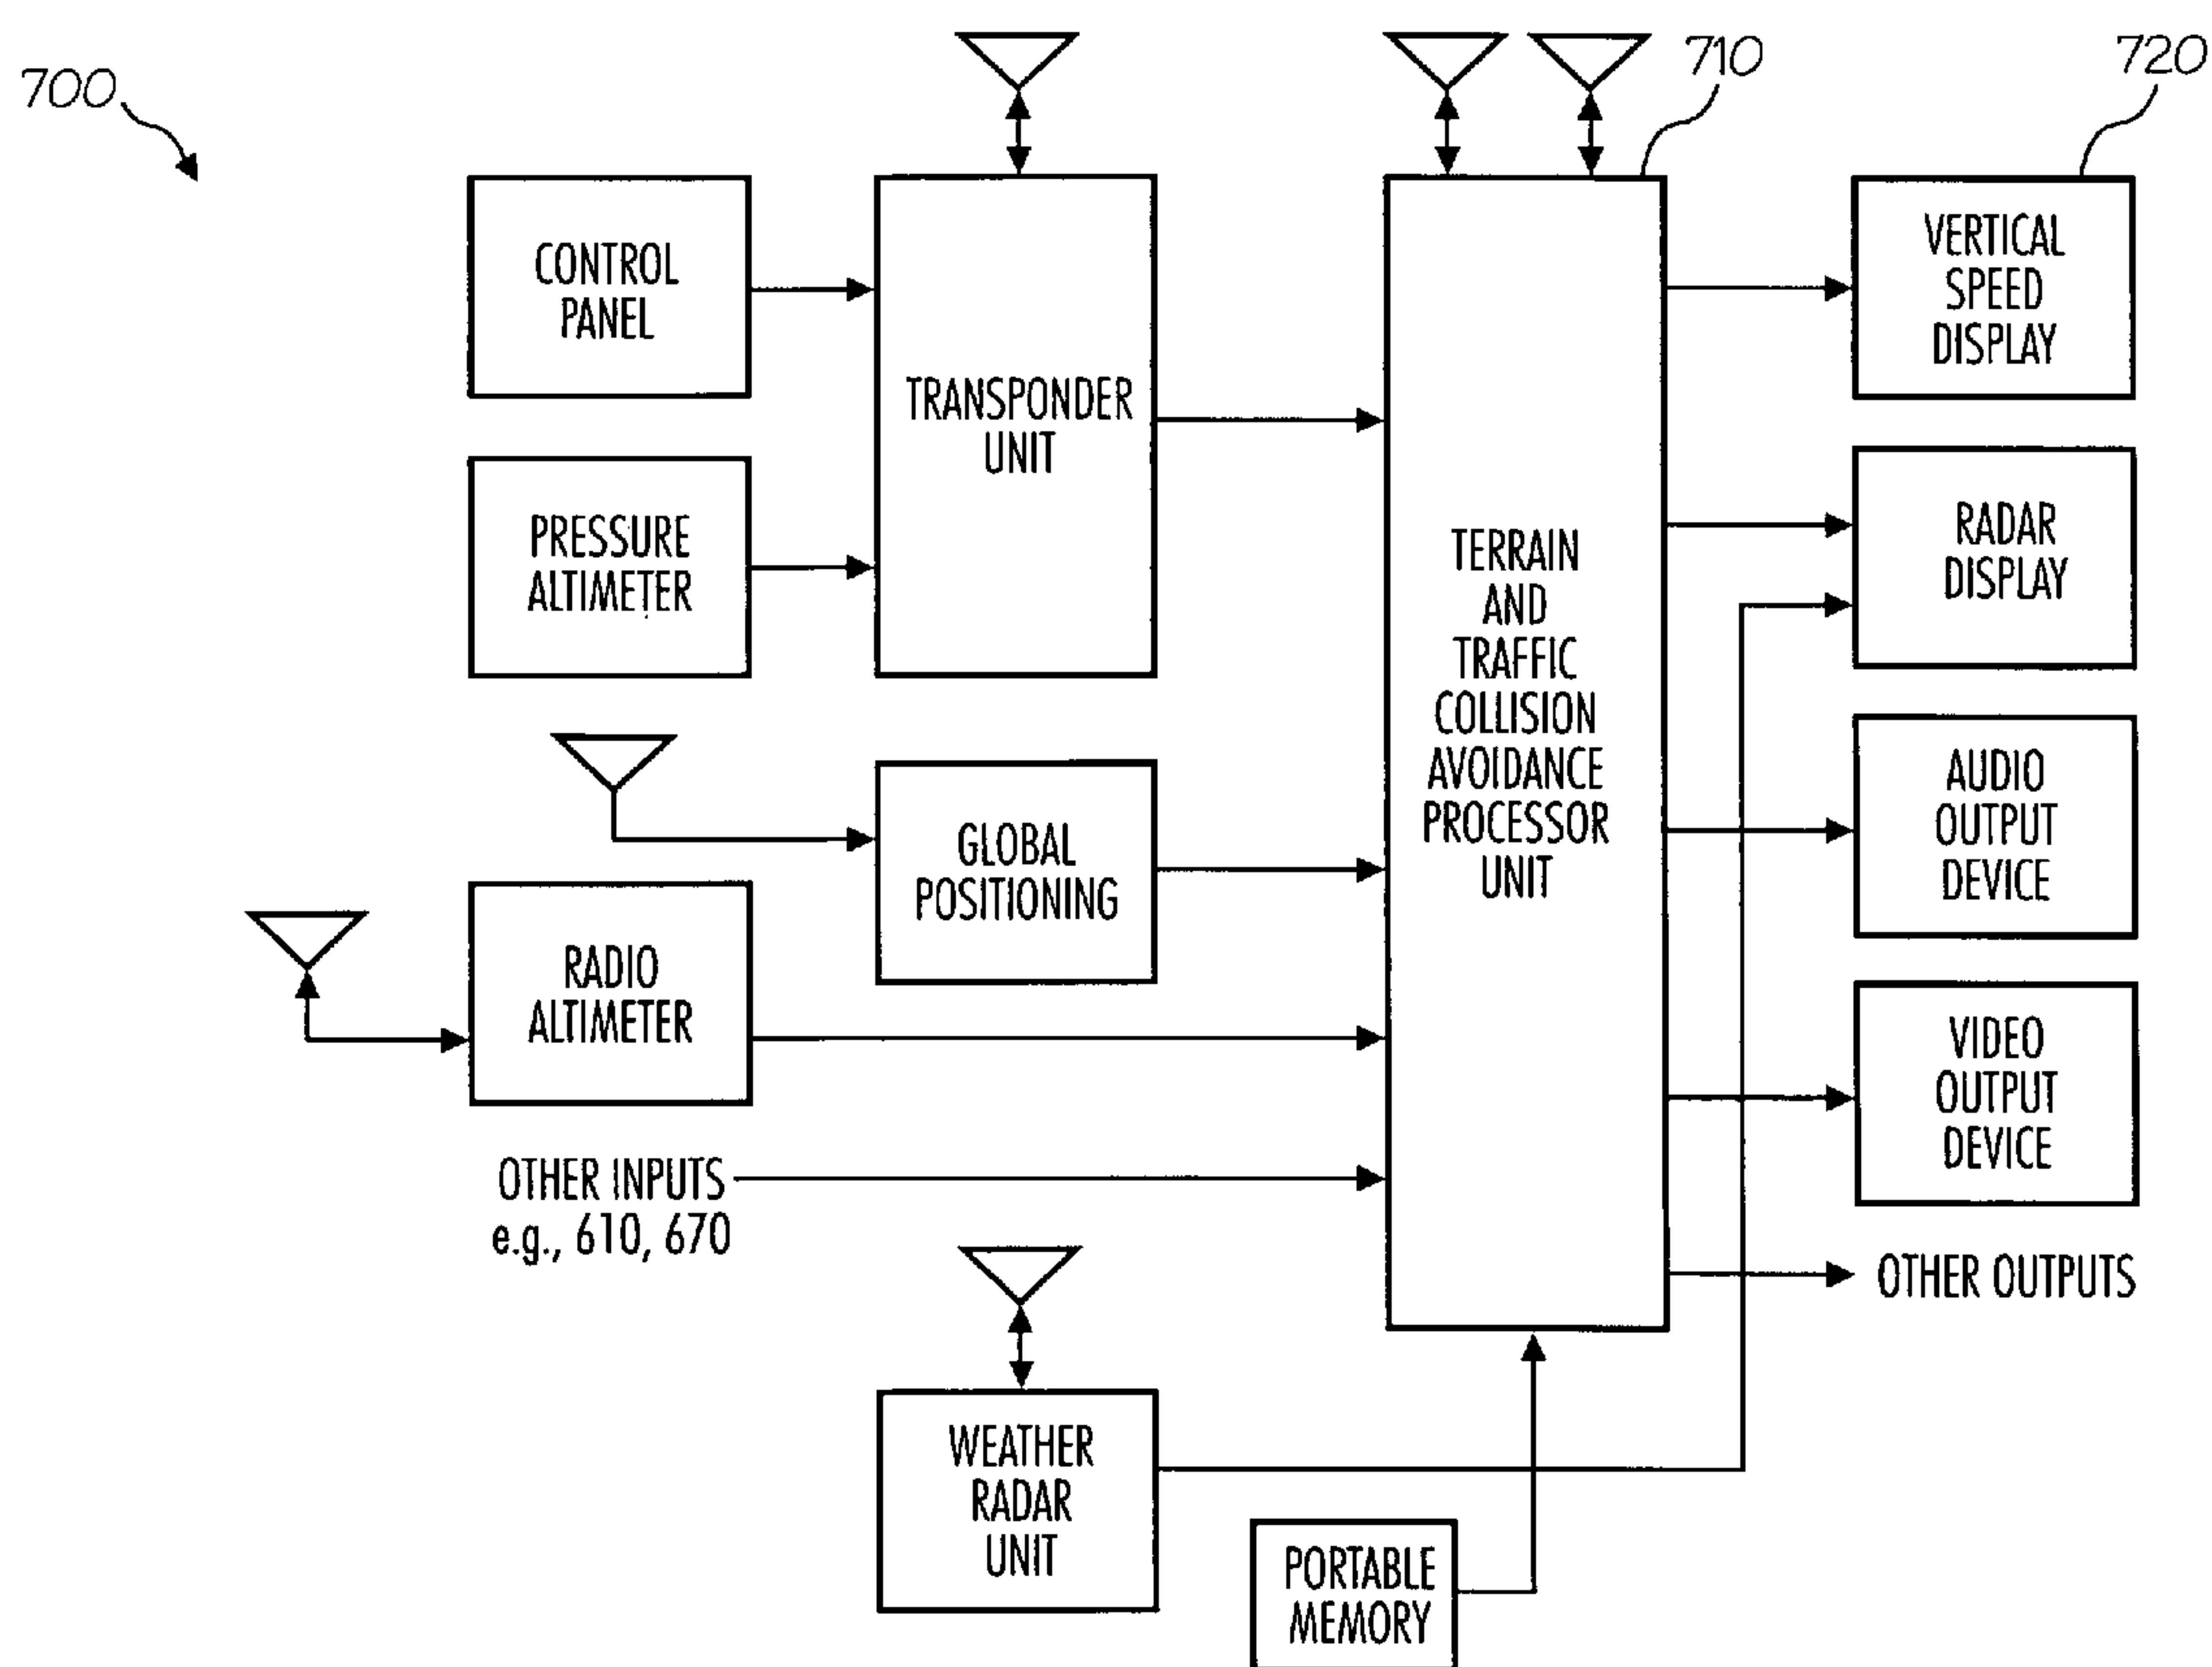 700
710
720
CONTROL
PANEL
TRANSPONDER
UNIT
VERTICAL
SPEED
DISPLAY
PRESSURE
ALTIMETER
TERRAIN
AND
TRAFFIC
COLLISION
AVOIDANCE
PROCESSOR
UNIT
RADAR
DISPLAY
GLOBAL
POSITIONING
AUDIO
OUTPUT
DEVICE
RADIO
ALTIMETER
VIDEO
OUTPUT
DEVICE
OTHER INPUTS
e.g., 610, 670
OTHER OUTPUTS
WEATHER
RADAR
UNIT
PORTABLE
MEMORY